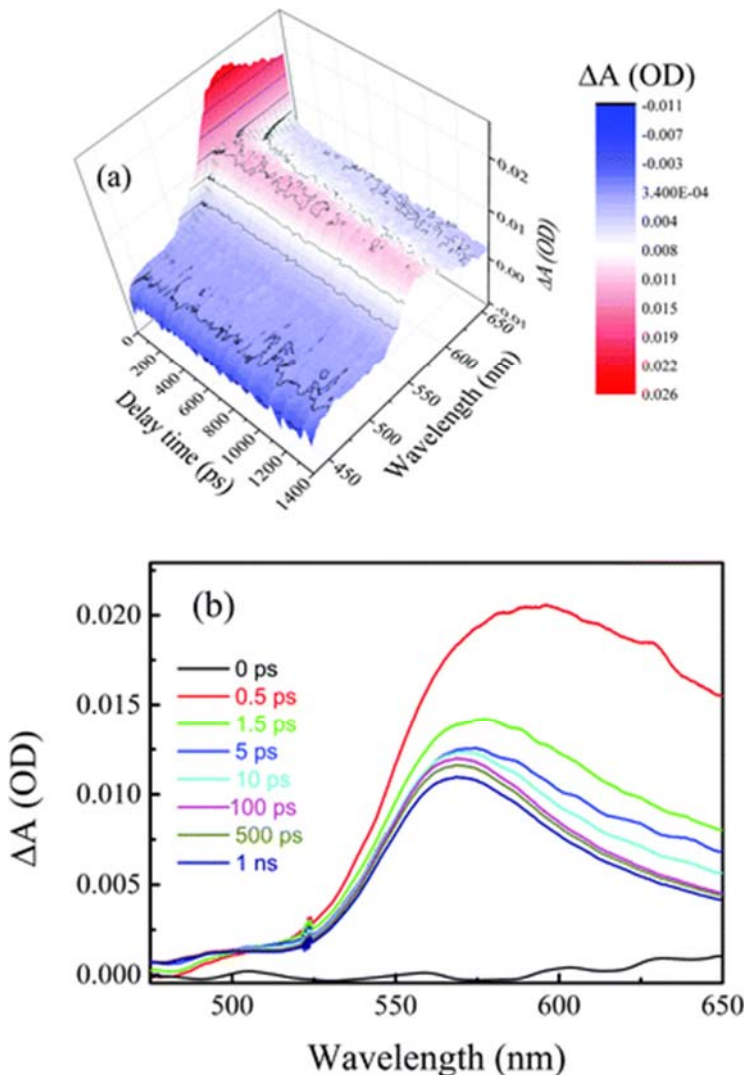 (a)
ΔA (OD)
-0.011
-0.007
-0.003
3.400E-04
0.004
0.008
0.011
0.015
0.019
0.022
0.026
0.02
0.01
0.00
-0.01
ΔA (OD)
650
600
550
500
450
Wavelength (nm)
0
200
400
600
800
1000
1200
1400
Delay time (ps)
(b)
0.020
0.015
0.010
0.005
0.000
ΔA (OD)
0 ps
0.5 ps
1.5 ps
5 ps
10 ps
100 ps
500 ps
1 ns
500 550 600 650
Wavelength (nm)